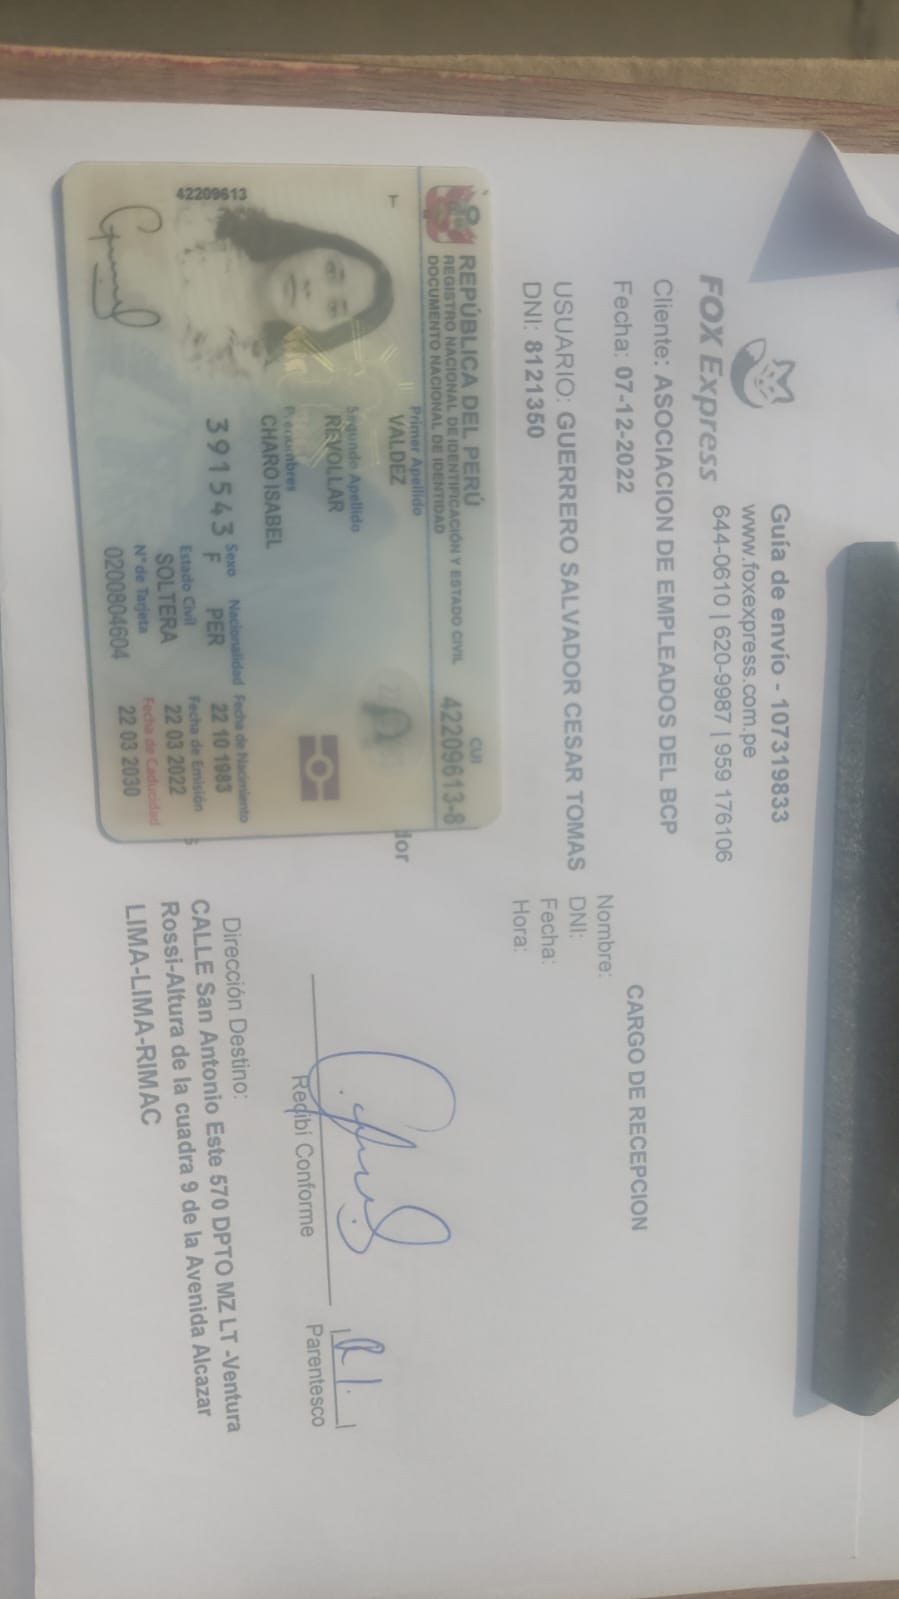 FOX Express
Guía de envío - 107319833
www.foxexpress.com.pe
644-0610 | 620-9987 | 959 176106
Cliente: ASOCIACION DE EMPLEADOS DEL BCP
Fecha: 07-12-2022
USUARIO: GUERRERO SALVADOR CESAR TOMAS
DNI: 8121350
CARGO DE RECEPCION
Nombre:
DNI:
Fecha:
Hora:
Recibí Conforme
Parentesco
Dirección Destino:
CALLE San Antonio Este 570 DPTO MZ LT -Ventura
Rossi-Altura de la cuadra 9 de la Avenida Alcazar
LIMA-LIMA-RIMAC
dor
REPÚBLICA DEL PERÚ
REGISTRO NACIONAL DE IDENTIFICACIÓN Y ESTADO CIVIL
DOCUMENTO NACIONAL DE IDENTIDAD
CUI
42209613-8
Primer Apellido
VALDEZ
Segundo Apellido
REVOLLAR
Prenombres
CHARO ISABEL
Sexo Nacionalidad Fecha de Nacimiento
F PER 22 10 1983
391543
Estado Civil Fecha de Emisión
SOLTERA 22 03 2022
N° de Tarjeta Fecha de Caducidad
0200804604 22 03 2030
42209613